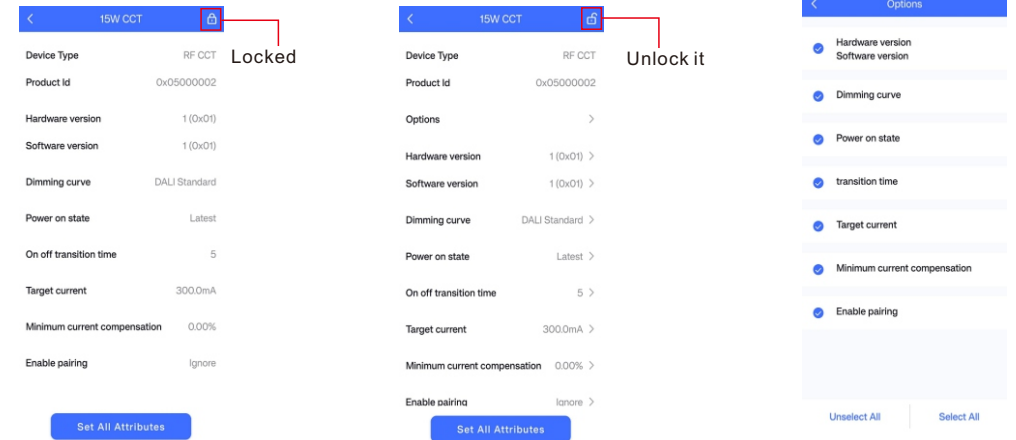 15W CCT
Device Type RF CCT
Product Id 0x05000002
Hardware version 1 (0x01)
Software version 1 (0x01)
Dimming curve DALI Standard
Power on state Latest
On off transition time 5
Target current 300.0mA
Minimum current compensation 0.00%
Enable pairing Ignore
Set All Attributes
Locked
15W CCT
Device Type RF CCT
Product Id 0x05000002
Options
Hardware version 1 (0x01)
Software version 1 (0x01)
Dimming curve DALI Standard
Power on state Latest
On off transition time 5
Target current 300.0mA
Minimum current compensation 0.00%
Enable pairing Ignore
Set All Attributes
Unlock it
Options
Hardware version
Software version
Dimming curve
Power on state
transition time
Target current
Minimum current compensation
Enable pairing
Unselect All Select All